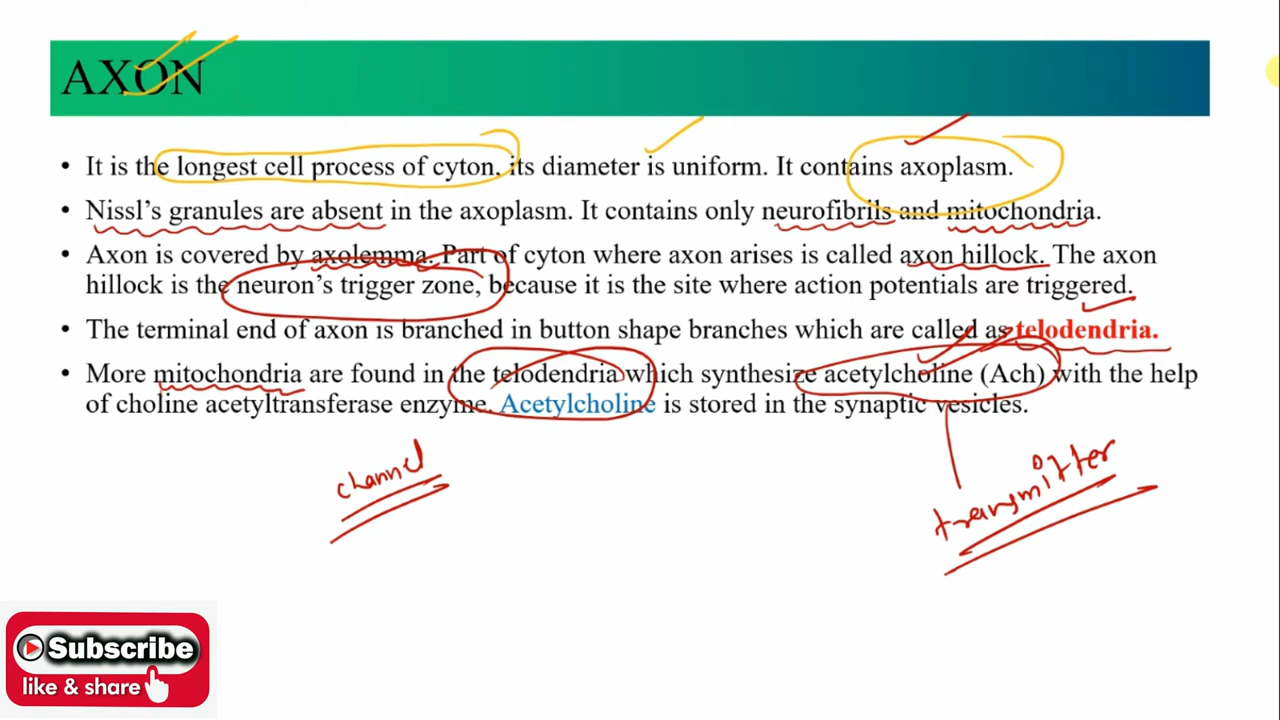 AXON
• It is the longest cell process of cyton, its diameter is uniform. It contains axoplasm.
• Nissl's granules are absent in the axoplasm. It contains only neurofibrils and mitochondria.
• Axon is covered by axolemma. Part of cyton where axon arises is called axon hillock. The axon
hillock is the neuron's trigger zone, because it is the site where action potentials are triggered.
• The terminal end of axon is branched in button shape branches which are called as telodendria.
• More mitochondria are found in the telodendria which synthesize acetylcholine (Ach) with the help
of choline acetyltransferase enzyme. Acetylcholine is stored in the synaptic vesicles.
channel
transmitter
Subscribe
like & share